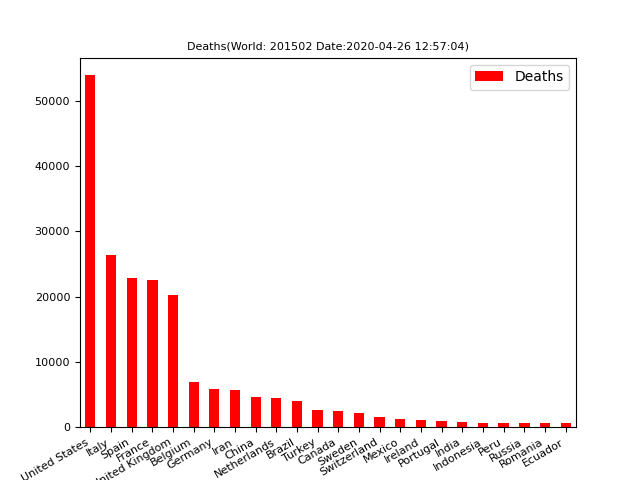 Deaths(World: 201502 Date:2020-04-26 12:57:04)
Deaths
50000
40000
30000
20000
10000
0
United States
Italy
Spain
France
nited Kingdom
Belgium
Germany
Iran
China
Netherlands
Brazil
Turkey
Canada
Sweden
Switzerland
Mexico
Ireland
Portugal
India
Indonesia
Peru
Russia
Romania
Ecuador